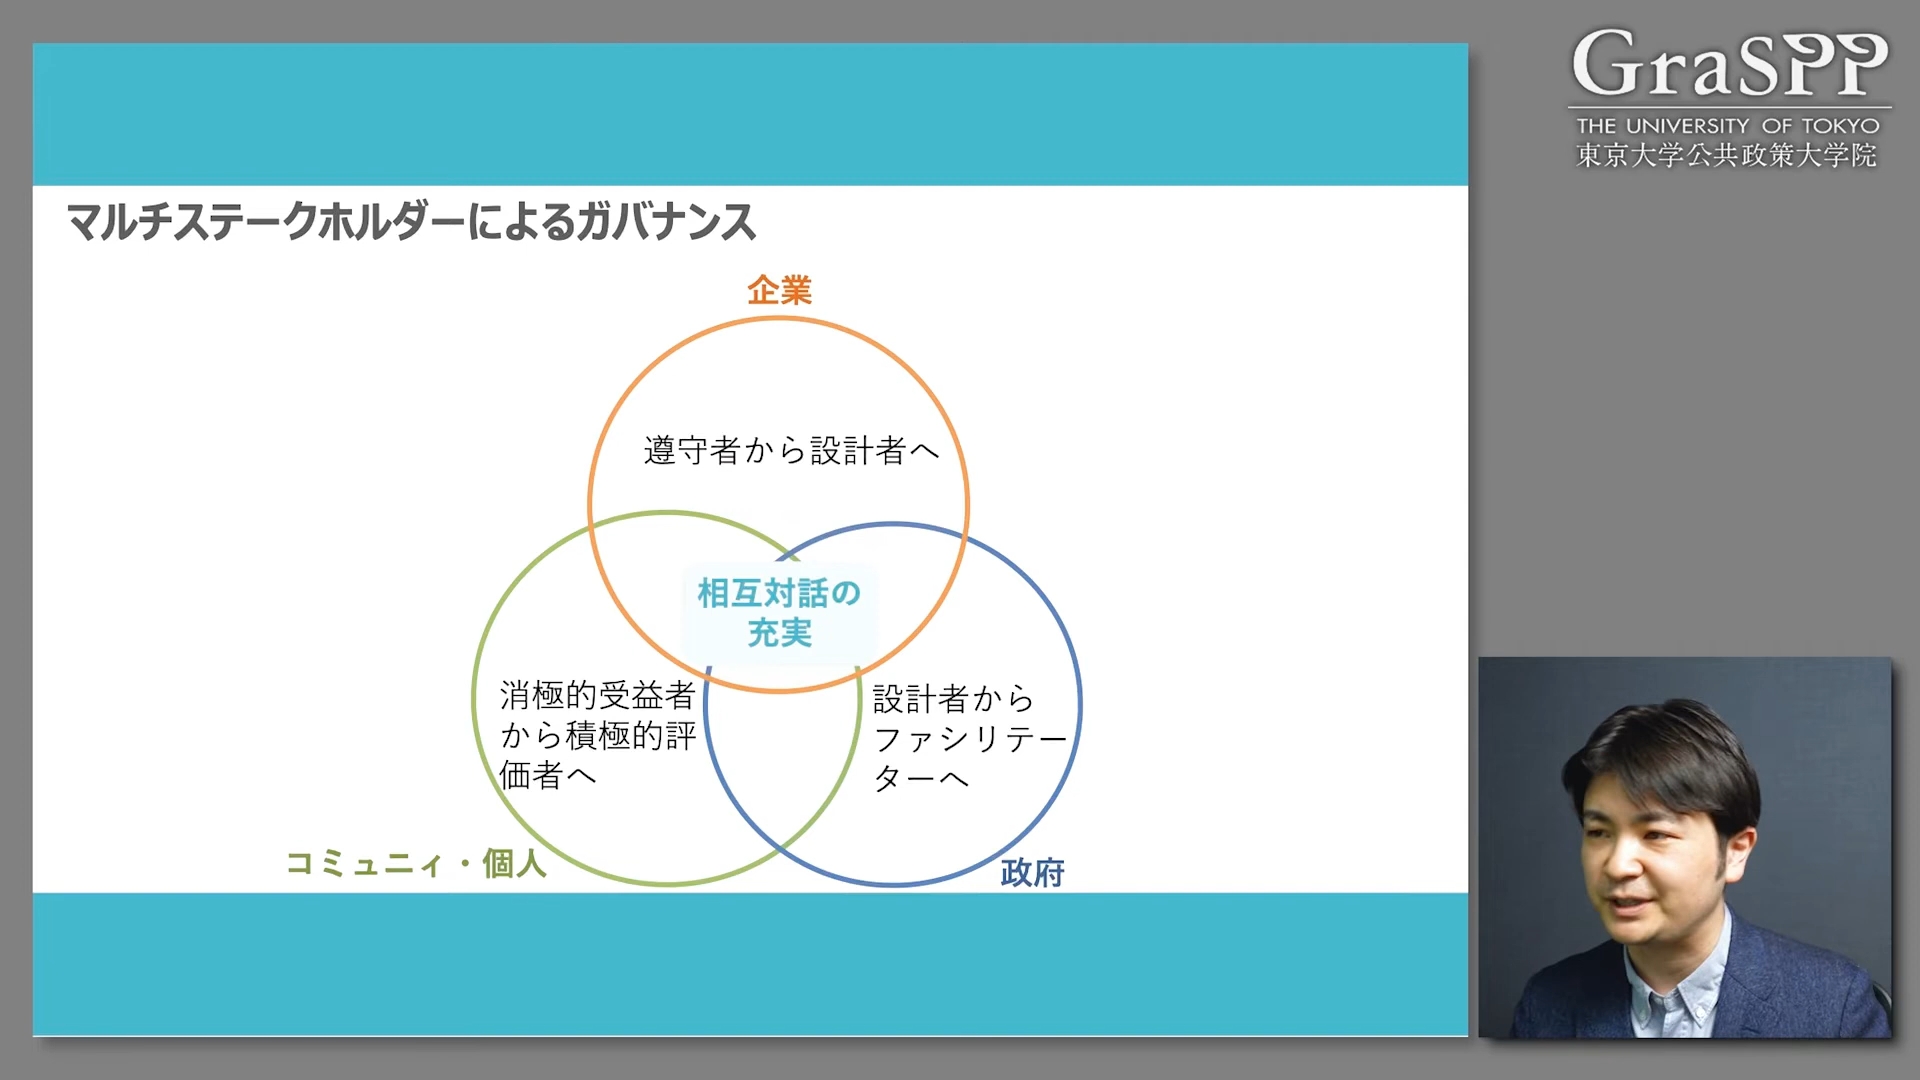 GraSPP
THE UNIVERSITY OF TOKYO
東京大学公共政策大学院
マルチステークホルダーによるガバナンス
企業
遵守者から設計者へ
相互対話の
充実
消極的受益者
から積極的評
価者へ
設計者から
ファシリテー
ターへ
コミュニィ・個人
政府